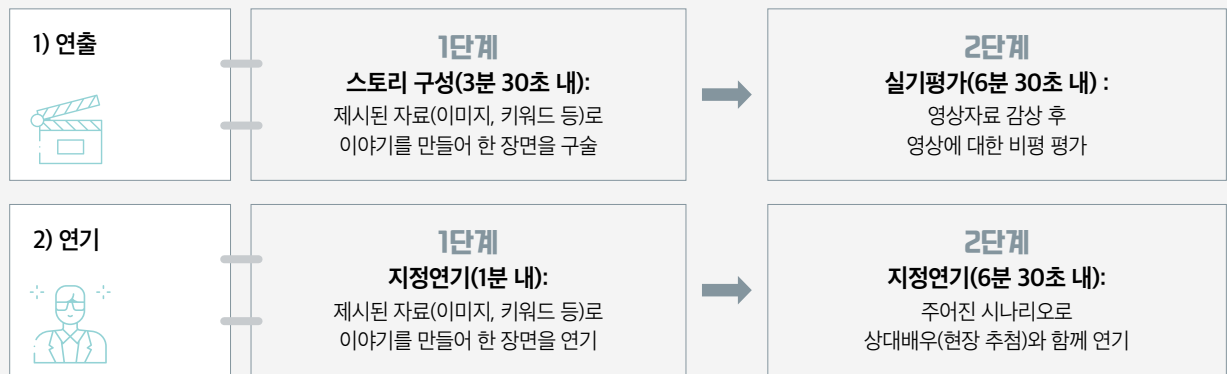 1) 연출
1단계
스토리 구성(3분 30초 내):
제시된 자료(이미지, 키워드 등)로
이야기를 만들어 한 장면을 구술
2단계
실기평가(6분 30초 내) :
영상자료 감상 후
영상에 대한 비평 평가
2) 연기
1단계
지정연기(1분 내):
제시된 자료(이미지, 키워드 등)로
이야기를 만들어 한 장면을 연기
2단계
지정연기(6분 30초 내):
주어진 시나리오로
상대배우(현장 추첨)와 함께 연기